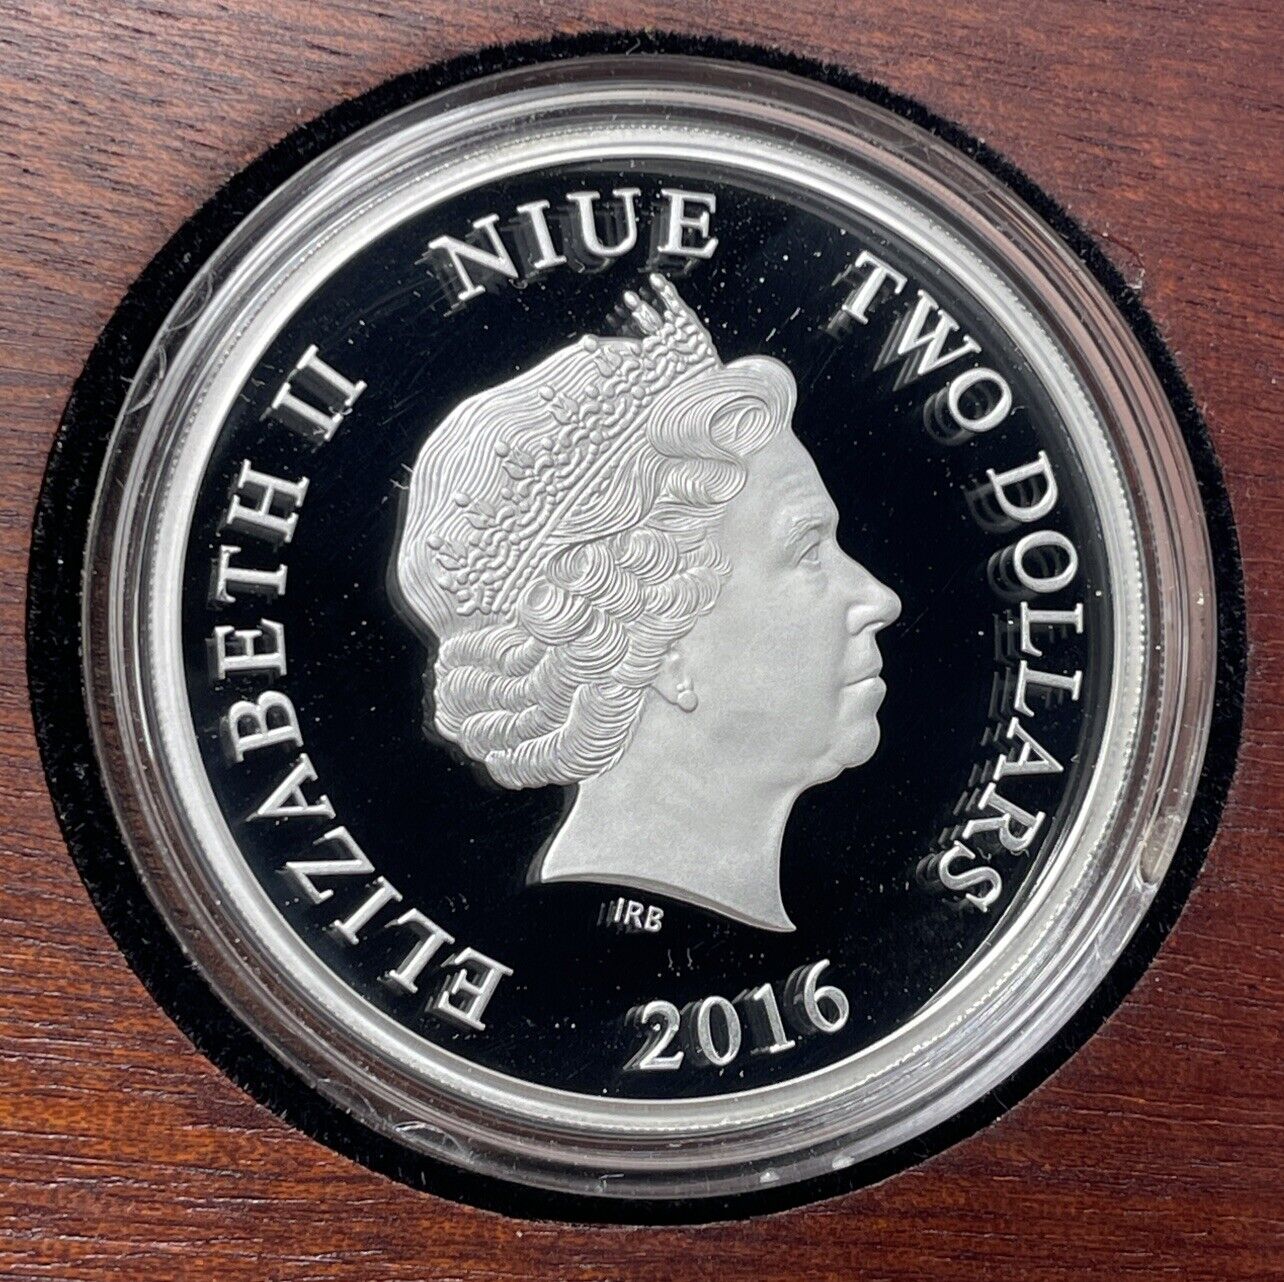 ELIZABETH II NIUE TWO DOLLARS
IRB
2016